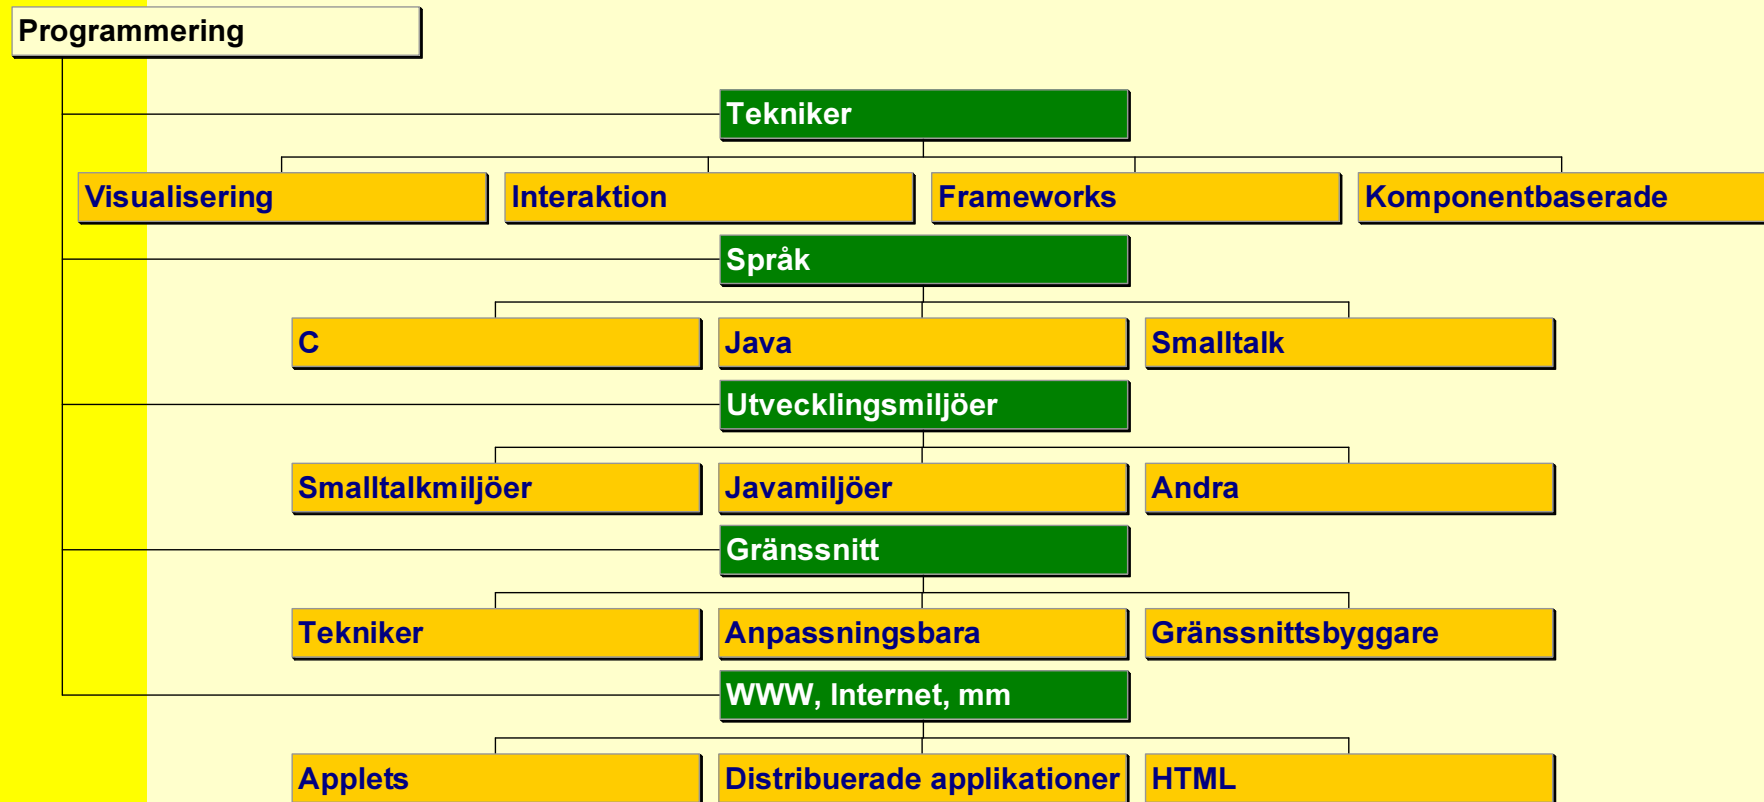 Programmering
Tekniker
Visualisering
Interaktion
Frameworks
Komponentbaserade
Språk
C
Java
Smalltalk
Utvecklingsmiljöer
Smalltalkmiljöer
Javamiljöer
Andra
Gränssnitt
Tekniker
Anpassningsbara
Gränssnittsbyggare
WWW, Internet, mm
Applets
Distribuerade applikationer
HTML